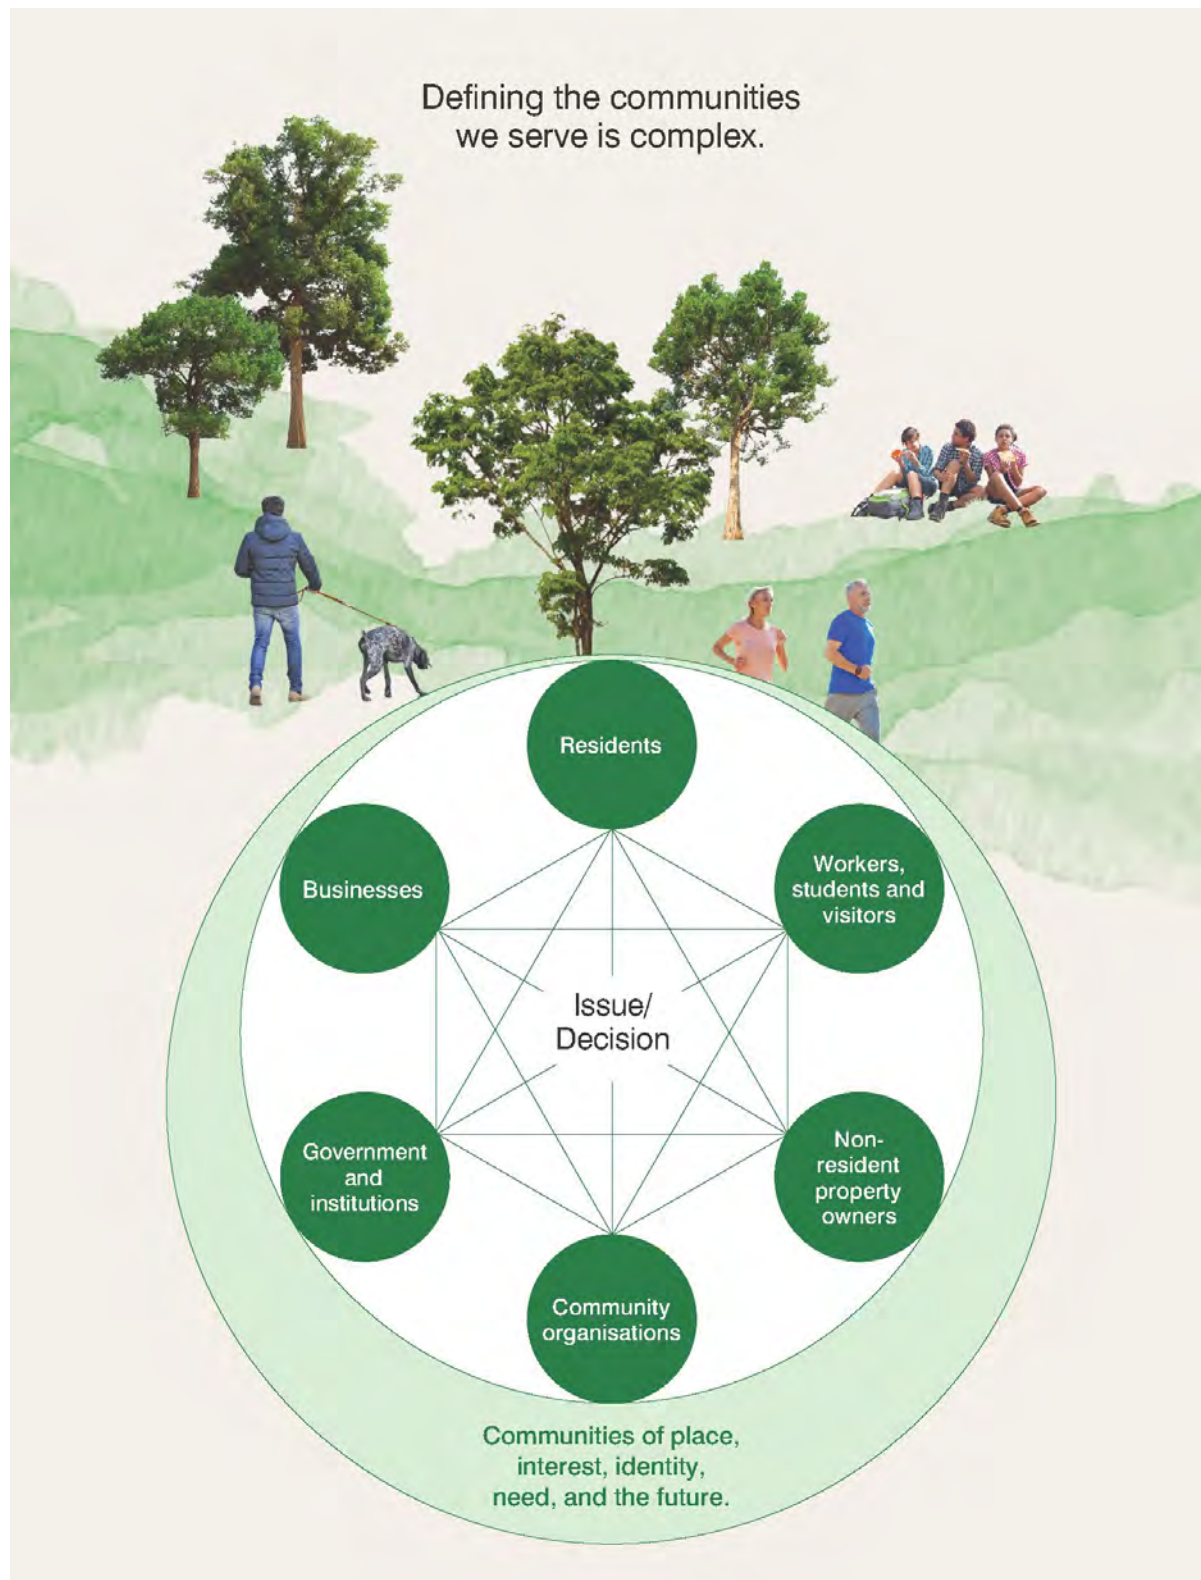 Defining the communities
we serve is complex.
Residents
Businesses
Workers,
students and
visitors
Issue/
Decision
Government
and
institutions
Non-
resident
property
owners
Community
organisations
Communities of place,
interest, identity,
need, and the future.